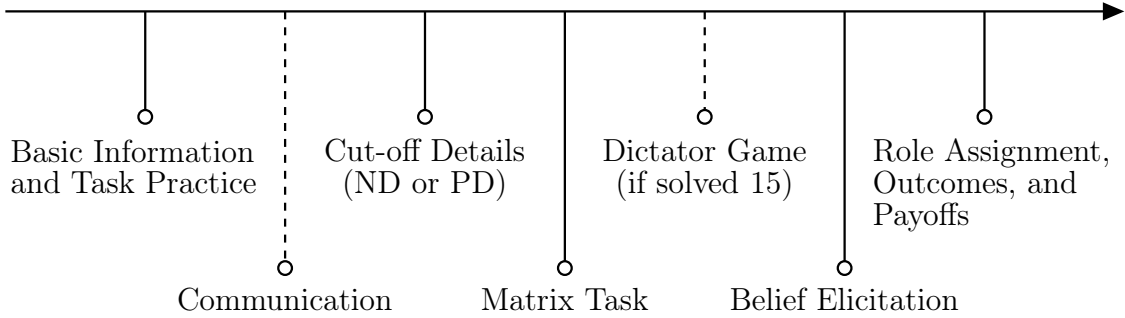 Basic Information
and Task Practice
Communication
Cut-off Details
(ND or PD)
Matrix Task
Dictator Game
(if solved 15)
Belief Elicitation
Role Assignment,
Outcomes, and
Payoffs